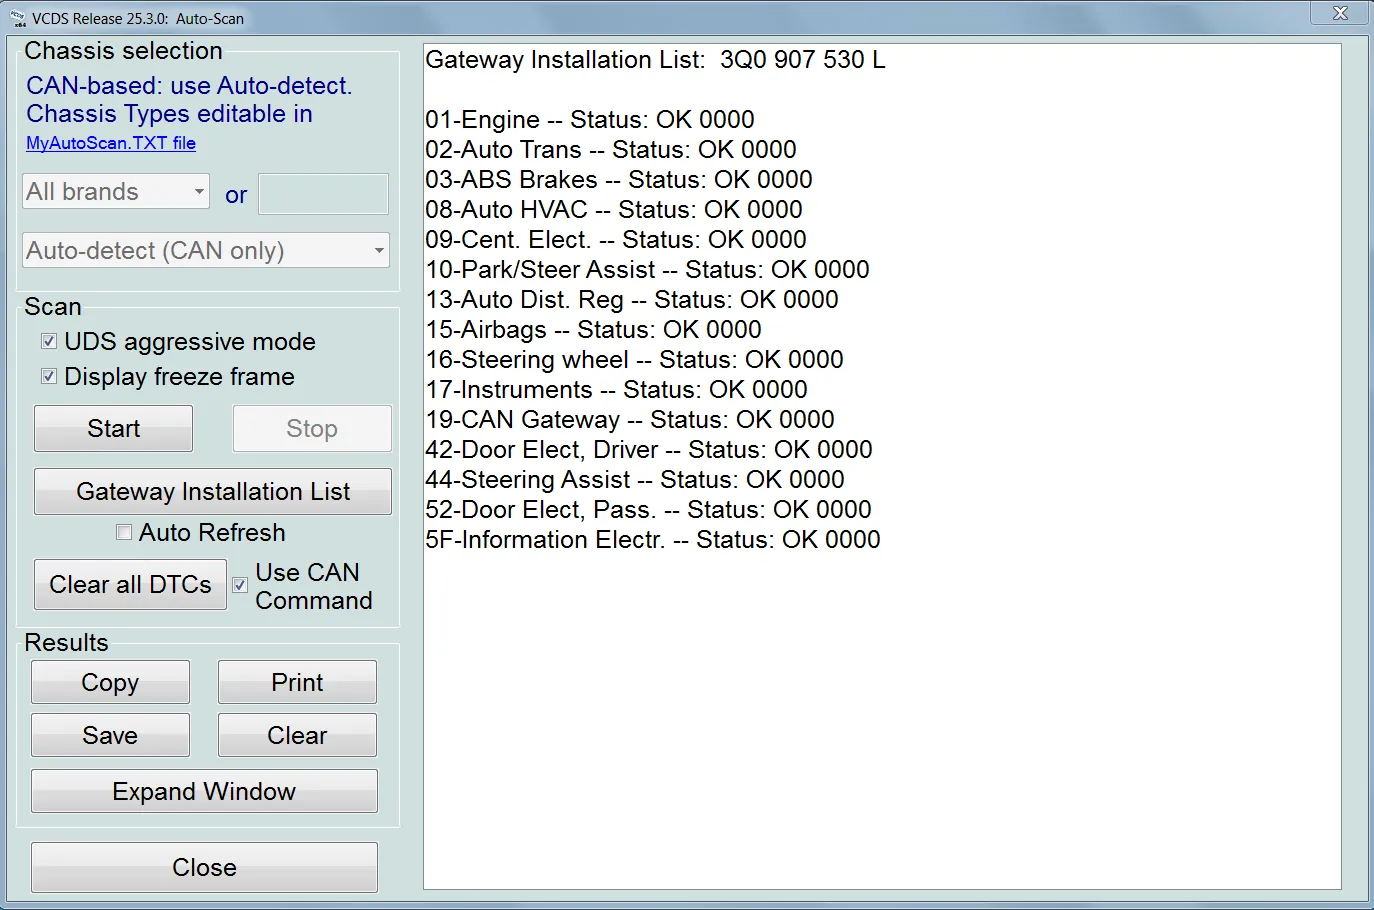 VCDS Release 25.3.0:  Auto-Scan
Chassis selection
CAN-based: use Auto-detect.
Chassis Types editable in
MyAutoScan.TXT file
All brands
or
Auto-detect (CAN only)
Scan
UDS aggressive mode
Display freeze frame
Start
Stop
Gateway Installation List
Auto Refresh
Clear all DTCs
Use CAN
Command
Results
Copy
Print
Save
Clear
Expand Window
Close
Gateway Installation List:  3Q0 907 530 L
01-Engine -- Status: OK 0000
02-Auto Trans -- Status: OK 0000
03-ABS Brakes -- Status: OK 0000
08-Auto HVAC -- Status: OK 0000
09-Cent. Elect. -- Status: OK 0000
10-Park/Steer Assist -- Status: OK 0000
13-Auto Dist. Reg -- Status: OK 0000
15-Airbags -- Status: OK 0000
16-Steering wheel -- Status: OK 0000
17-Instruments -- Status: OK 0000
19-CAN Gateway -- Status: OK 0000
42-Door Elect, Driver -- Status: OK 0000
44-Steering Assist -- Status: OK 0000
52-Door Elect, Pass. -- Status: OK 0000
5F-Information Electr. -- Status: OK 0000